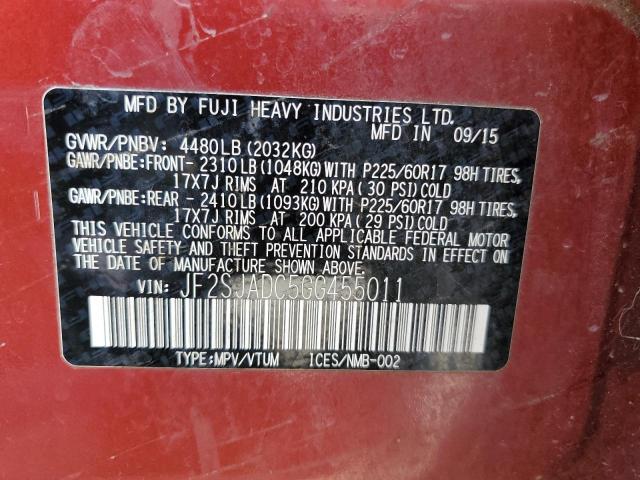 MFD BY FUJI HEAVY INDUSTRIES LTD.
MFD IN 09/15
GVWR/PNBV: 4480LB (2032KG)
GAWR/PNBE:FRONT- 2310LB (1048KG) WITH P225/60R17 98H TIRES,
17X7J RIMS AT 210 KPA (30 PSI) COLD
GAWR/PNBE:REAR - 2410LB (1093KG) WITH P225/60R17 98H TIRES,
17X7J RIMS AT 200 KPA (29 PSI) COLD
THIS VEHICLE CONFORMS TO ALL APPLICABLE FEDERAL MOTOR
VEHICLE SAFETY AND THEFT PREVENTION STANDARDS IN EFFECT ON
THE DATE OF MANUFACTURE SHOWN ABOVE.
VIN: JF2SJADC5GG455011
TYPE:MPV/VTUM ICES/NMB-002